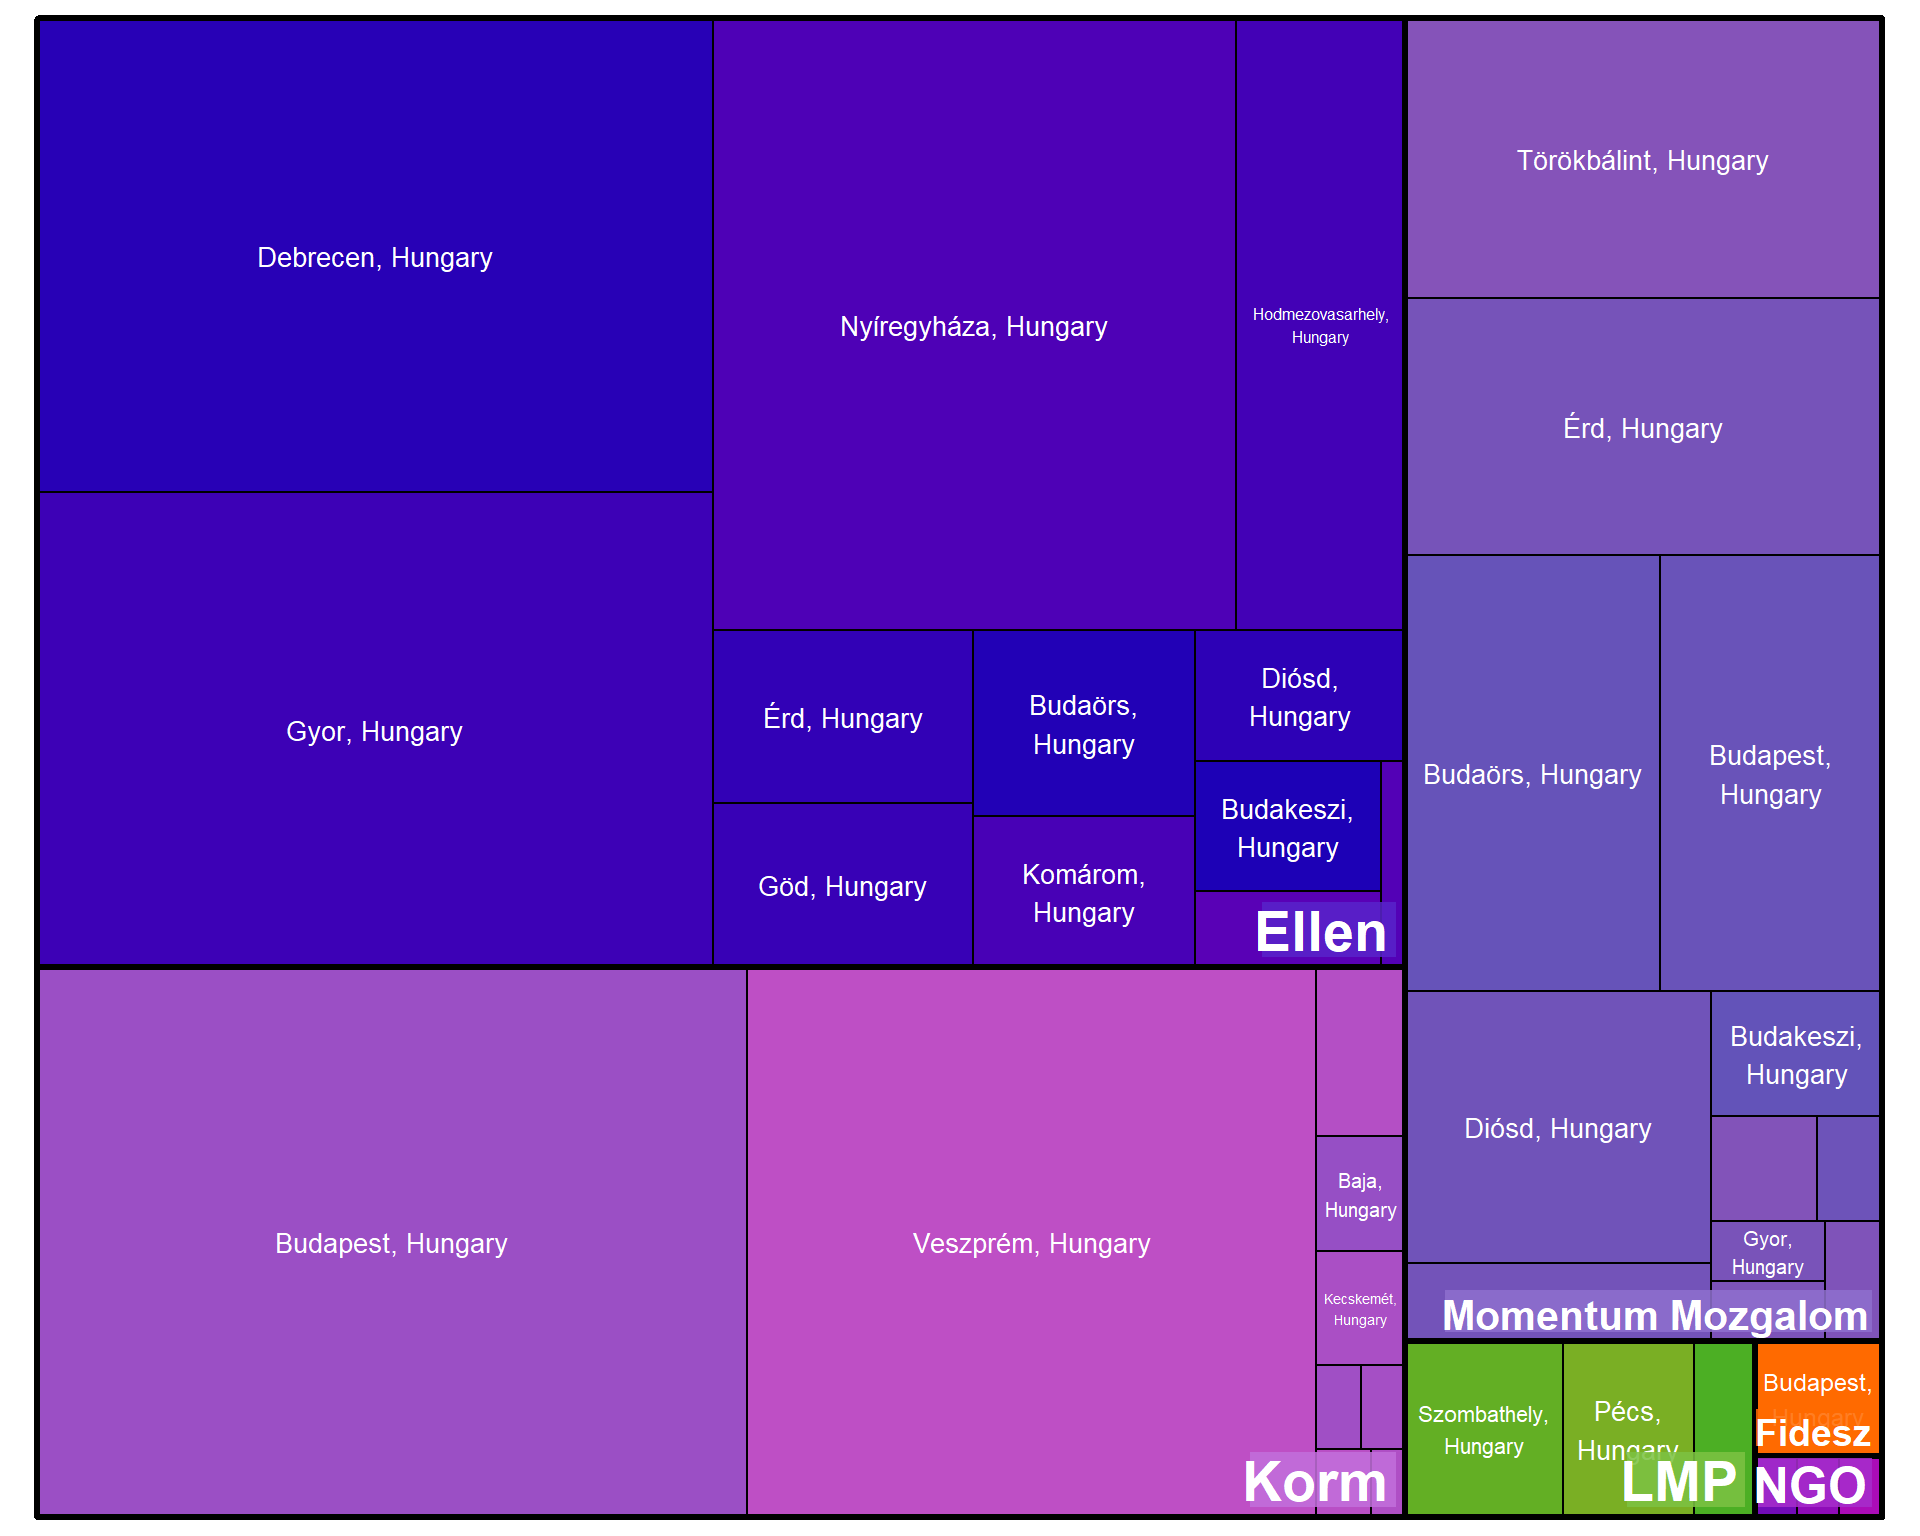 Debrecen, Hungary
Nyíregyháza, Hungary
Hodmezovasarhely,
Hungary
Gyor, Hungary
Érd, Hungary
Budaörs,
Hungary
Diósd,
Hungary
Budakeszi,
Hungary
Göd, Hungary
Komárom,
Hungary
Ellen
Törökbálint, Hungary
Érd, Hungary
Budaörs, Hungary
Budapest,
Hungary
Diósd, Hungary
Budakeszi,
Hungary
Gyor,
Hungary
Momentum Mozgalom
Budapest, Hungary
Veszprém, Hungary
Baja,
Hungary
Kecskemét,
Hungary
Korm
Szombathely,
Hungary
Pécs,
Hungary
LMP
Budapest,
Hungary
Fidesz
NGO